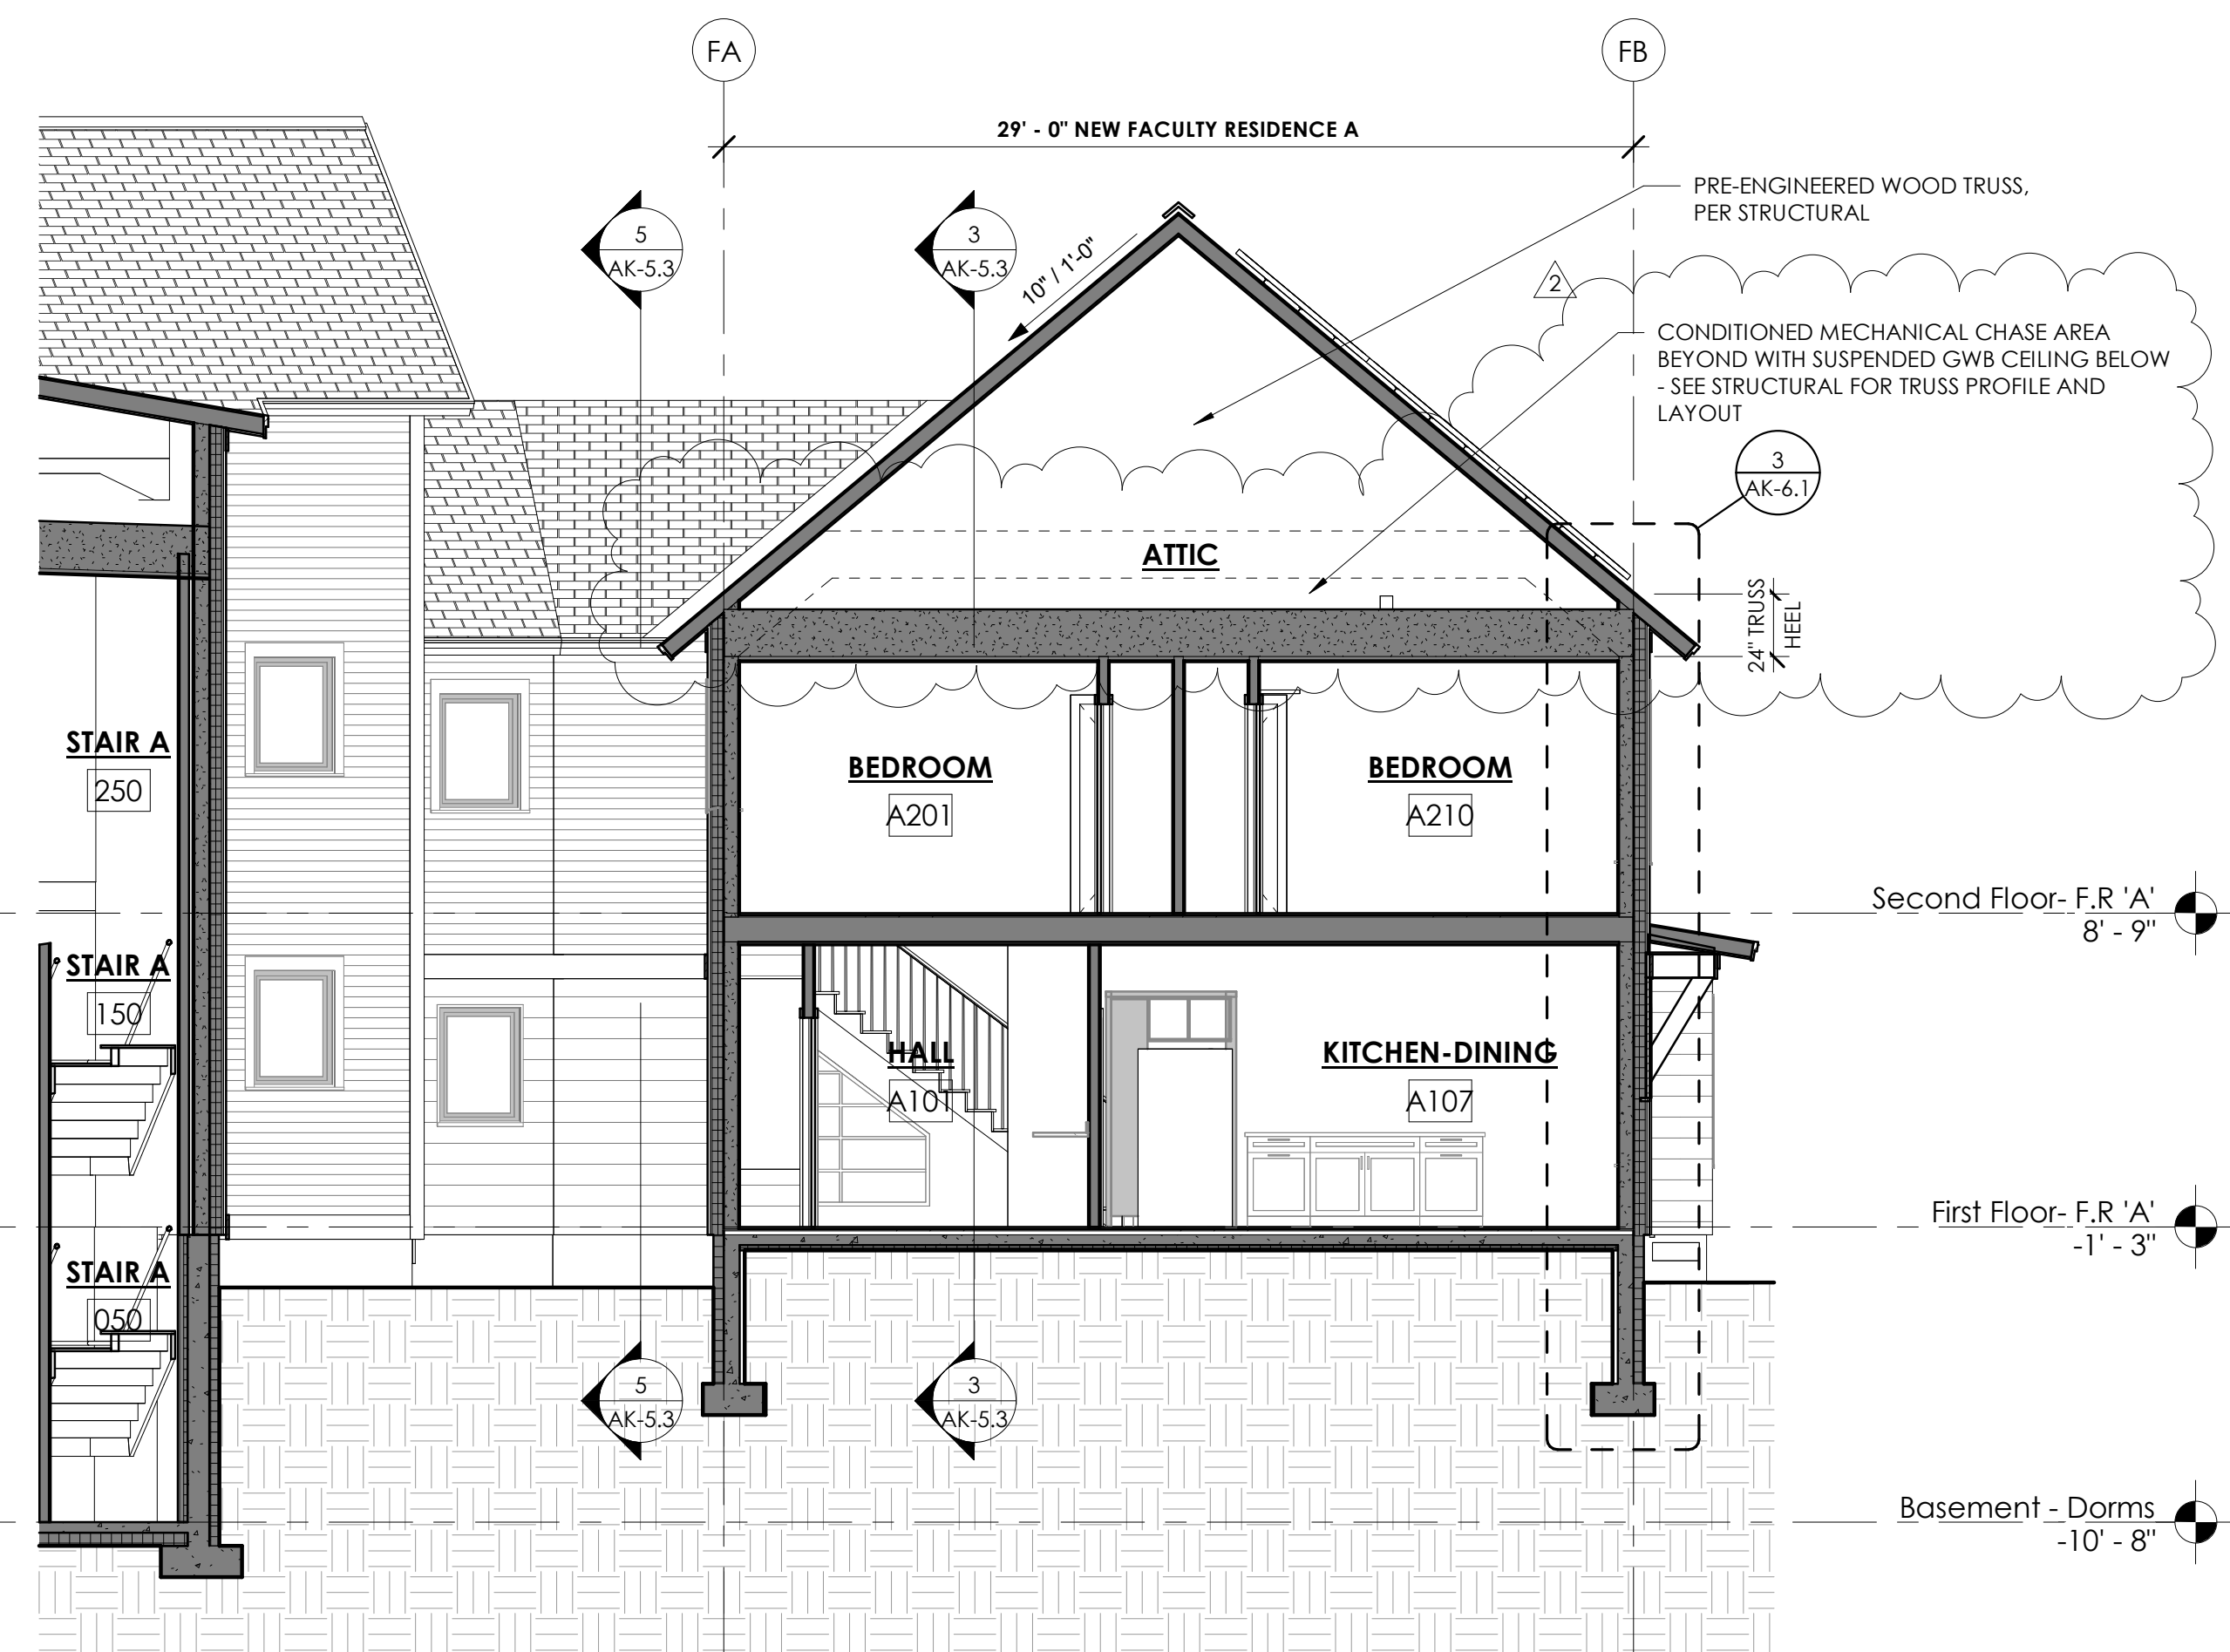 FA
FB
29' - 0" NEW FACULTY RESIDENCE A
PRE-ENGINEERED WOOD TRUSS,
PER STRUCTURAL
5
AK-5.3
3
AK-5.3
10" / 1'-0"
2
CONDITIONED MECHANICAL CHASE AREA
BEYOND WITH SUSPENDED GWB CEILING BELOW
- SEE STRUCTURAL FOR TRUSS PROFILE AND
LAYOUT
3
AK-6.1
ATTIC
24" TRUSS
HEEL
STAIR A
250
BEDROOM
A201
BEDROOM
A210
Second Floor- F.R 'A'
8' - 9"
STAIR A
150
HALL
A101
KITCHEN-DINING
A107
First Floor- F.R 'A'
-1' - 3"
STAIR A
050
5
AK-5.3
3
AK-5.3
Basement - Dorms
-10' - 8"